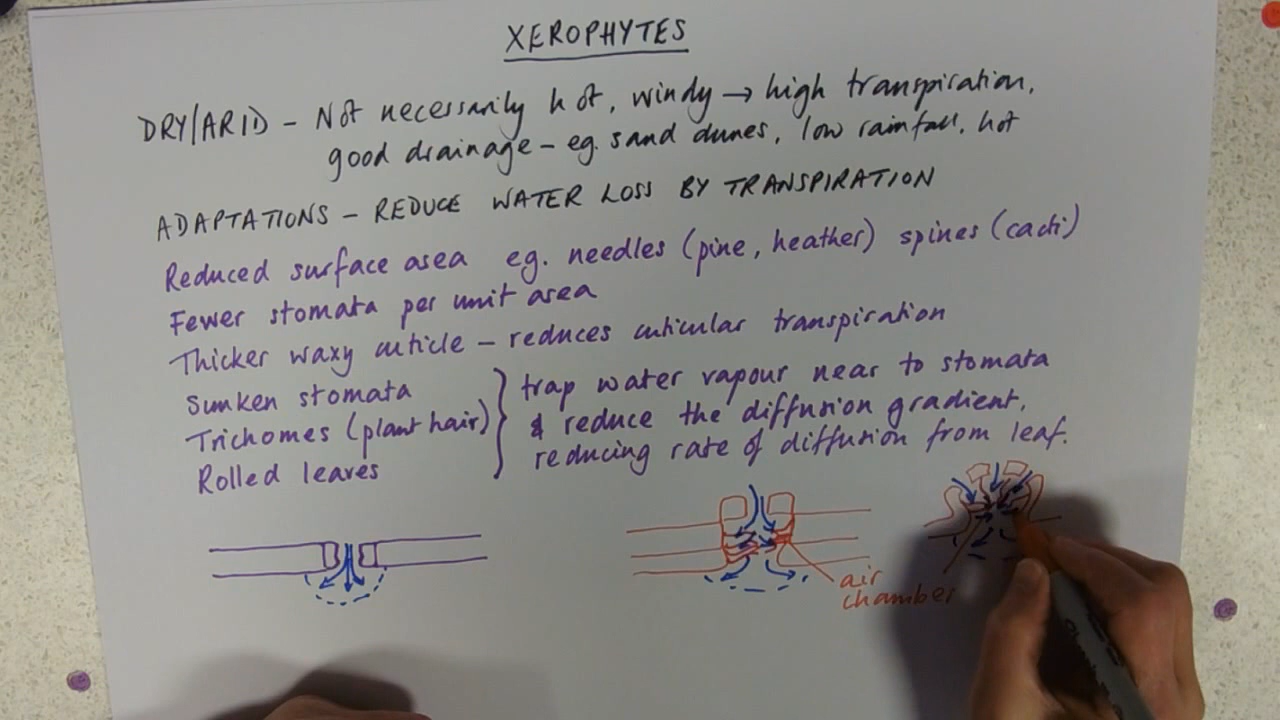 XEROPHYTES
DRY/ARID - Not necessarily hot, windy → high transpiration,
good drainage - eg. sand dunes, low rainfall, hot
ADAPTATIONS - REDUCE WATER LOSS BY TRANSPIRATION
Reduced surface area eg. needles (pine, heather) spines (cacti)
Fewer stomata per unit area
Thicker waxy cuticle - reduces cuticular transpiration
Sunken stomata
Trichomes (plant hair)
Rolled leaves
trap water vapour near to stomata
& reduce the diffusion gradient,
reducing rate of diffusion from leaf.
air
chamber